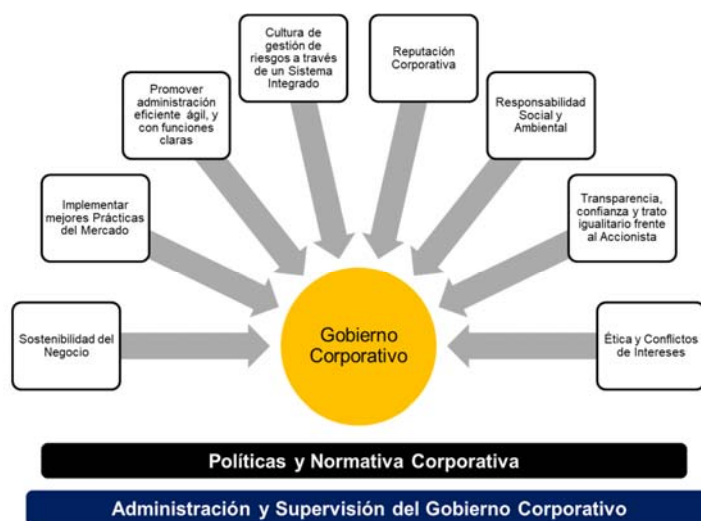 Cultura de
gestión de
riesgos a través
de un Sistema
Integrado
Reputación
Corporativa
Promover
administración
eficiente ágil, y
con funciones
claras
Responsabilidad
Social y
Ambiental
Implementar
mejores Prácticas
del Mercado
Transparencia,
confianza y trato
igualitario frente
al Accionista
Sostenibilidad del
Negocio
Gobierno
Corporativo
Ética y Conflictos
de Intereses
Políticas y Normativa Corporativa
Administración y Supervisión del Gobierno Corporativo